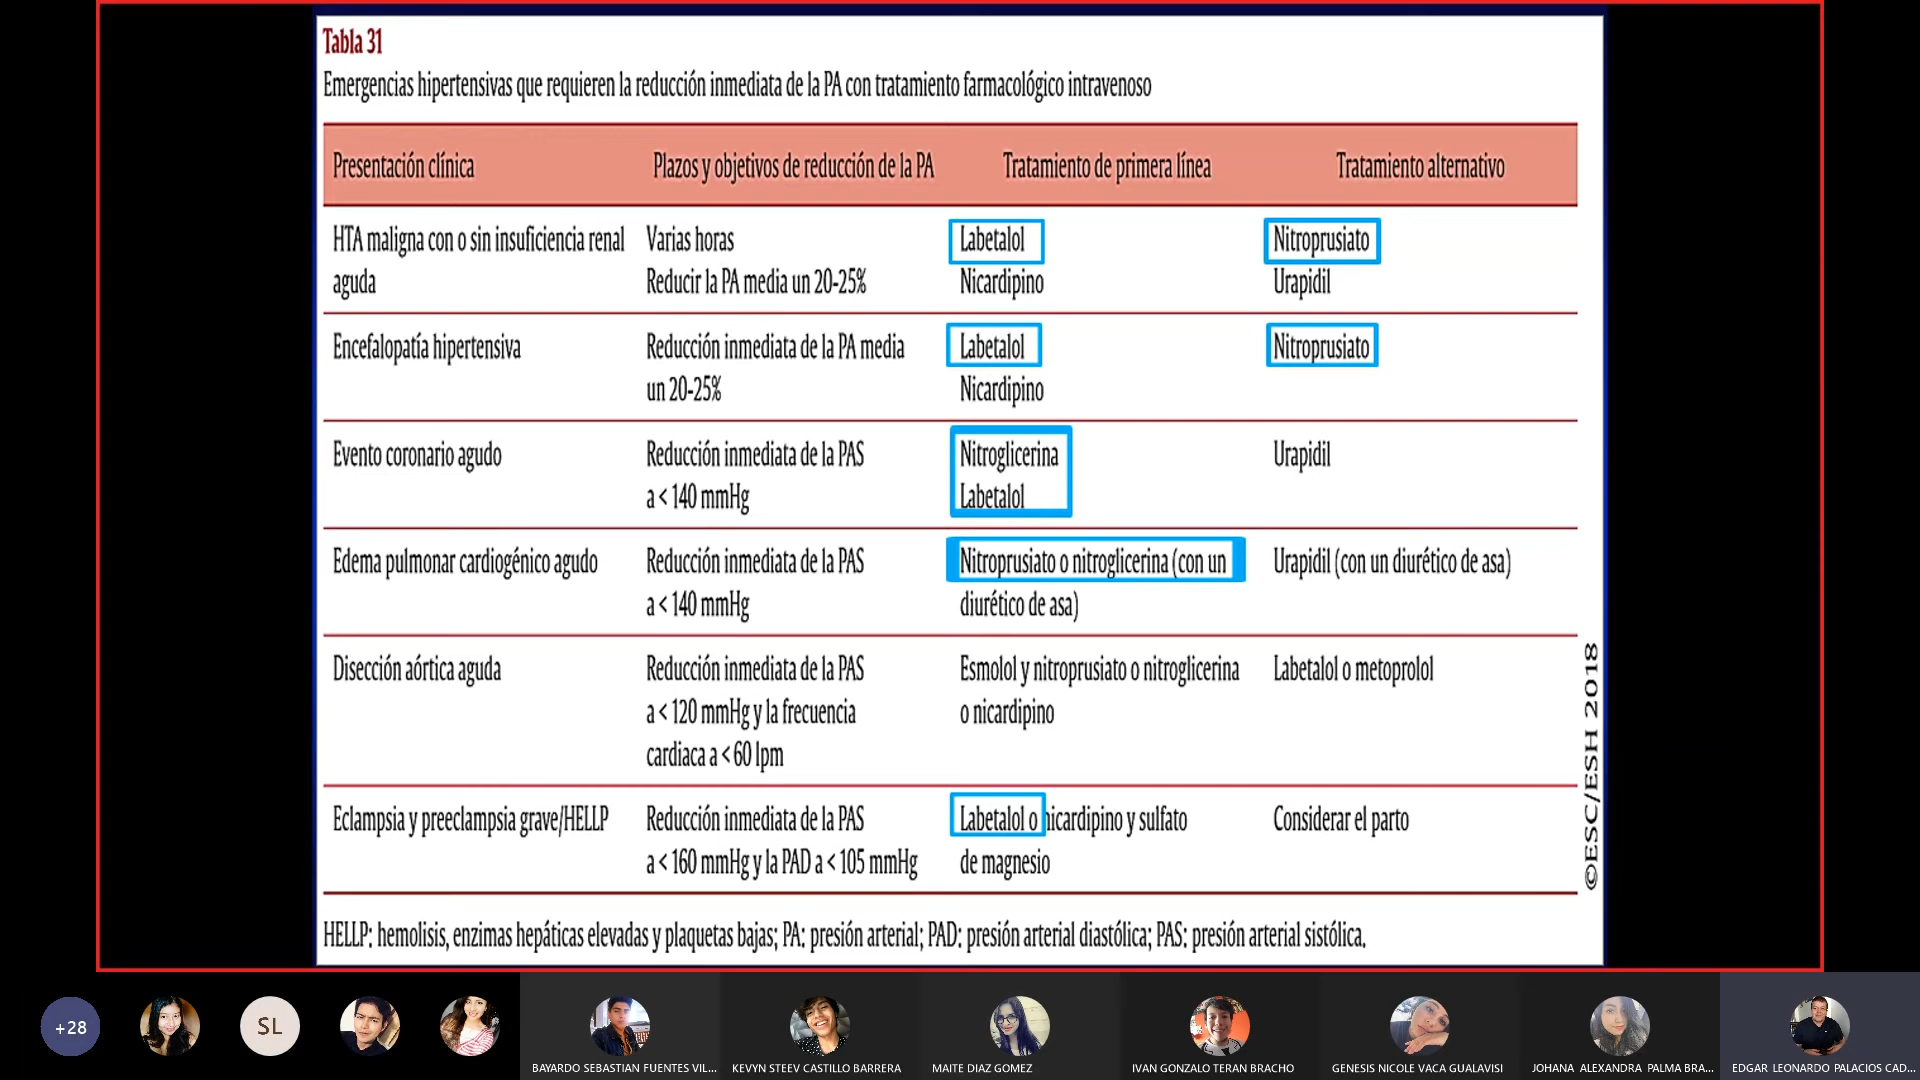 Tabla 31
Emergencias hipertensivas que requieren la reducción inmediata de la PA con tratamiento farmacológico intravenoso
Presentación clínica Plazos y objetivos de reducción de la PA Tratamiento de primera línea Tratamiento alternativo
HTA maligna con o sin insuficiencia renal Varias horas Labetalol Nitroprusiato
aguda Reducir la PA media un 20-25% Nicardipino Urapidil
Encefalopatía hipertensiva Reducción inmediata de la PA media Labetalol Nitroprusiato
un 20-25% Nicardipino
Evento coronario agudo Reducción inmediata de la PAS Nitroglicerina Urapidil
a < 140 mmHg Labetalol
Edema pulmonar cardiogénico agudo Reducción inmediata de la PAS Nitroprusiato o nitroglicerina (con un Urapidil (con un diurético de asa)
a < 140 mmHg diurético de asa)
Disección aórtica aguda Reducción inmediata de la PAS Esmolol y nitroprusiato o nitroglicerina Labetalol o metoprolol
a < 120 mmHg y la frecuencia o nicardipino
cardiaca a < 60 lpm
Eclampsia y preeclampsia grave/HELLP Reducción inmediata de la PAS Labetalol o nicardipino y sulfato Considerar el parto
a < 160 mmHg y la PAD a < 105 mmHg de magnesio
©ESC/ESH 2018
HELLP: hemolisis, enzimas hepáticas elevadas y plaquetas bajas; PA: presión arterial; PAD: presión arterial diastólica; PAS: presión arterial sistólica.
+28
SL
BAYARDO SEBASTIAN FUENTES VIL...
KEVYN STEEV CASTILLO BARRERA
MAITE DIAZ GOMEZ
IVAN GONZALO TERAN BRACHO
GENESIS NICOLE VACA GUALAVISI
JOHANA ALEXANDRA PALMA BRA...
EDGAR LEONARDO PALACIOS CAD...